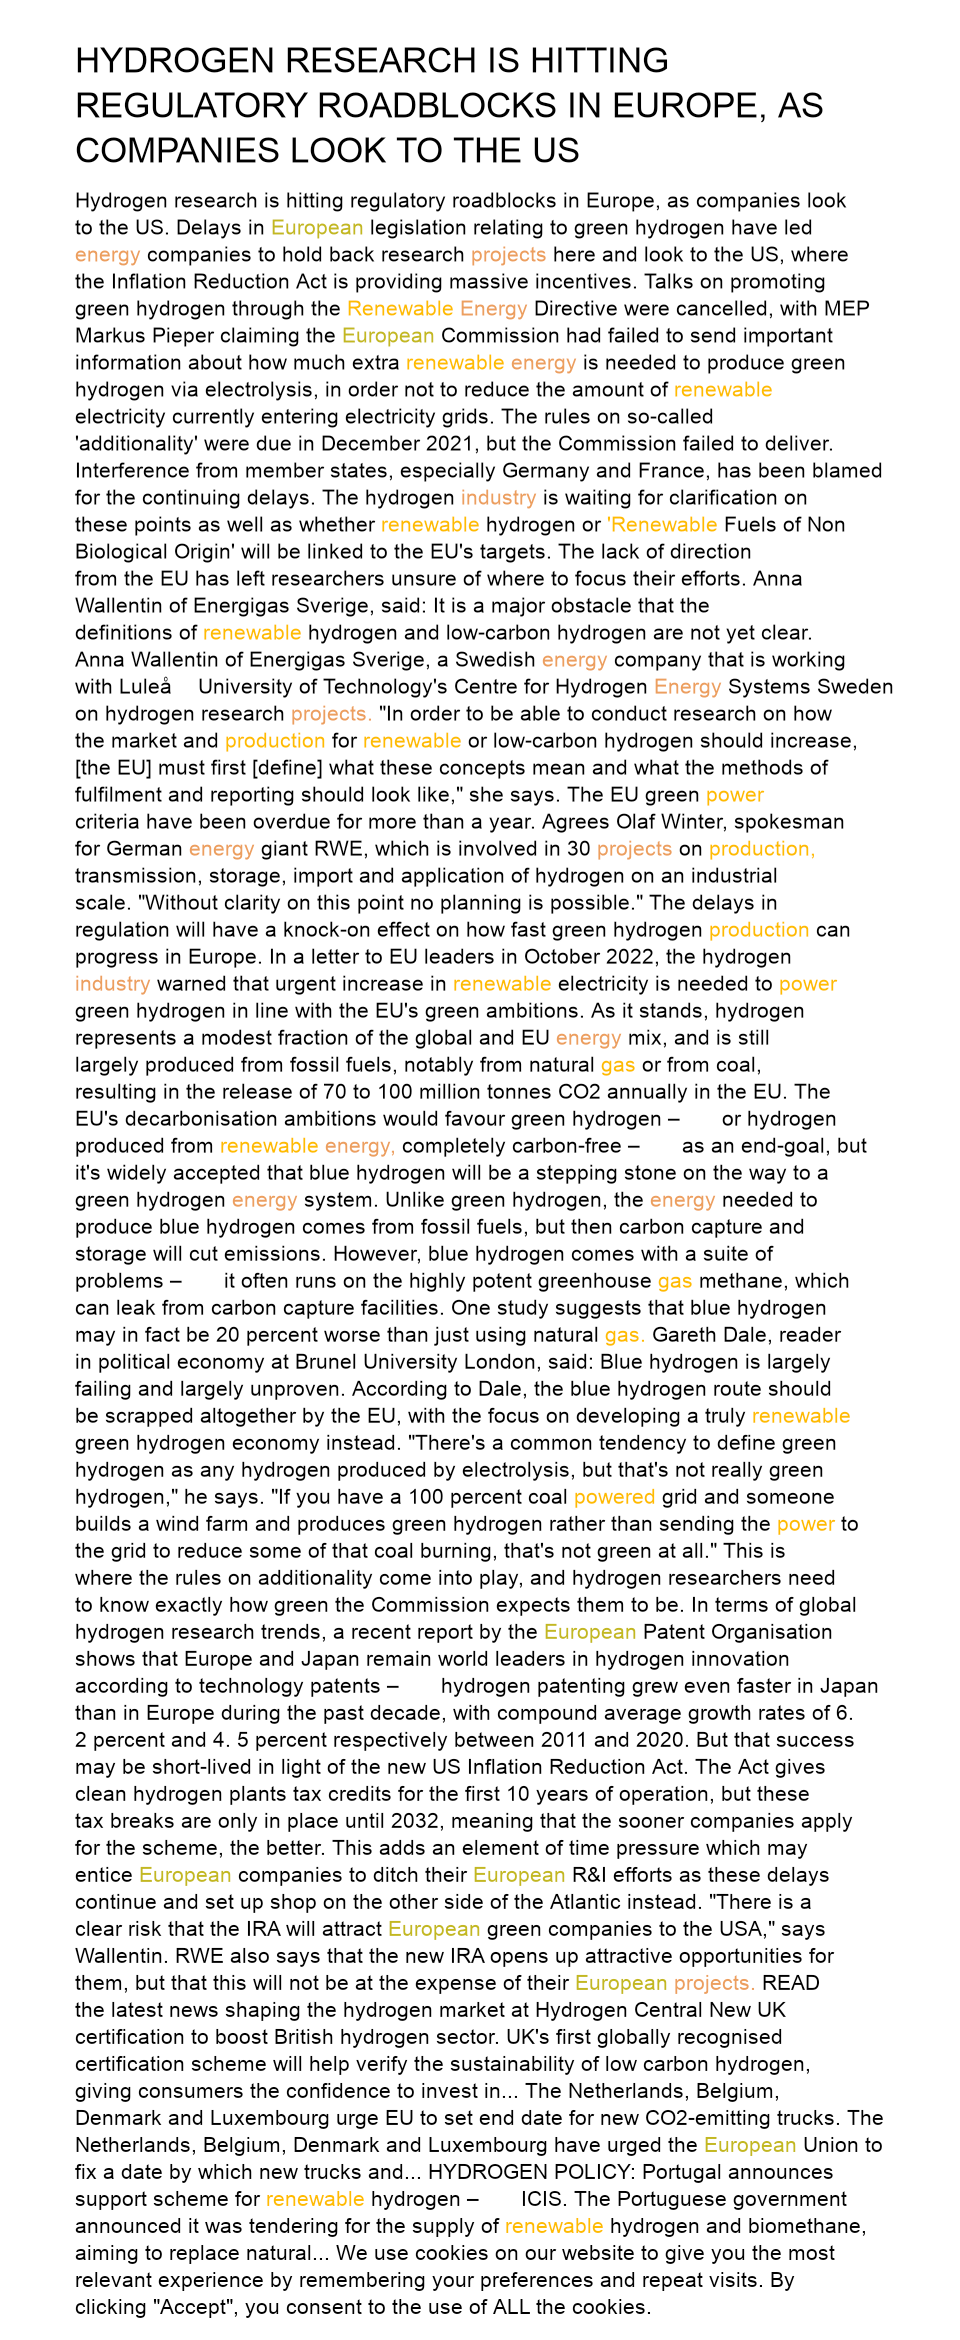 HYDROGEN RESEARCH IS HITTING
REGULATORY ROADBLOCKS IN EUROPE, AS
COMPANIES LOOK TO THE US
Hydrogen research is hitting regulatory roadblocks in Europe, as companies look
to the US. Delays in European legislation relating to green hydrogen have led
energy companies to hold back research projects here and look to the US, where
the Inflation Reduction Act is providing massive incentives. Talks on promoting
green hydrogen through the Renewable Energy Directive were cancelled, with MEP
Markus Pieper claiming the European Commission had failed to send important
information about how much extra renewable energy is needed to produce green
hydrogen via electrolysis, in order not to reduce the amount of renewable
electricity currently entering electricity grids. The rules on so-called
'additionality' were due in December 2021, but the Commission failed to deliver.
Interference from member states, especially Germany and France, has been blamed
for the continuing delays. The hydrogen industry is waiting for clarification on
these points as well as whether renewable hydrogen or 'Renewable Fuels of Non
Biological Origin' will be linked to the EU's targets. The lack of direction
from the EU has left researchers unsure of where to focus their efforts. Anna
Wallentin of Energigas Sverige, said: It is a major obstacle that the
definitions of renewable hydrogen and low-carbon hydrogen are not yet clear.
Anna Wallentin of Energigas Sverige, a Swedish energy company that is working
with Luleå University of Technology's Centre for Hydrogen Energy Systems Sweden
on hydrogen research projects. "In order to be able to conduct research on how
the market and production for renewable or low-carbon hydrogen should increase,
[the EU] must first [define] what these concepts mean and what the methods of
fulfilment and reporting should look like," she says. The EU green power
criteria have been overdue for more than a year. Agrees Olaf Winter, spokesman
for German energy giant RWE, which is involved in 30 projects on production,
transmission, storage, import and application of hydrogen on an industrial
scale. "Without clarity on this point no planning is possible." The delays in
regulation will have a knock-on effect on how fast green hydrogen production can
progress in Europe. In a letter to EU leaders in October 2022, the hydrogen
industry warned that urgent increase in renewable electricity is needed to power
green hydrogen in line with the EU's green ambitions. As it stands, hydrogen
represents a modest fraction of the global and EU energy mix, and is still
largely produced from fossil fuels, notably from natural gas or from coal,
resulting in the release of 70 to 100 million tonnes CO2 annually in the EU. The
EU's decarbonisation ambitions would favour green hydrogen – or hydrogen
produced from renewable energy, completely carbon-free – as an end-goal, but
it's widely accepted that blue hydrogen will be a stepping stone on the way to a
green hydrogen energy system. Unlike green hydrogen, the energy needed to
produce blue hydrogen comes from fossil fuels, but then carbon capture and
storage will cut emissions. However, blue hydrogen comes with a suite of
problems – it often runs on the highly potent greenhouse gas methane, which
can leak from carbon capture facilities. One study suggests that blue hydrogen
may in fact be 20 percent worse than just using natural gas. Gareth Dale, reader
in political economy at Brunel University London, said: Blue hydrogen is largely
failing and largely unproven. According to Dale, the blue hydrogen route should
be scrapped altogether by the EU, with the focus on developing a truly renewable
green hydrogen economy instead. "There's a common tendency to define green
hydrogen as any hydrogen produced by electrolysis, but that's not really green
hydrogen," he says. "If you have a 100 percent coal powered grid and someone
builds a wind farm and produces green hydrogen rather than sending the power to
the grid to reduce some of that coal burning, that's not green at all." This is
where the rules on additionality come into play, and hydrogen researchers need
to know exactly how green the Commission expects them to be. In terms of global
hydrogen research trends, a recent report by the European Patent Organisation
shows that Europe and Japan remain world leaders in hydrogen innovation
according to technology patents – hydrogen patenting grew even faster in Japan
than in Europe during the past decade, with compound average growth rates of 6.
2 percent and 4. 5 percent respectively between 2011 and 2020. But that success
may be short-lived in light of the new US Inflation Reduction Act. The Act gives
clean hydrogen plants tax credits for the first 10 years of operation, but these
tax breaks are only in place until 2032, meaning that the sooner companies apply
for the scheme, the better. This adds an element of time pressure which may
entice European companies to ditch their European R&I efforts as these delays
continue and set up shop on the other side of the Atlantic instead. "There is a
clear risk that the IRA will attract European green companies to the USA," says
Wallentin. RWE also says that the new IRA opens up attractive opportunities for
them, but that this will not be at the expense of their European projects. READ
the latest news shaping the hydrogen market at Hydrogen Central New UK
certification to boost British hydrogen sector. UK's first globally recognised
certification scheme will help verify the sustainability of low carbon hydrogen,
giving consumers the confidence to invest in... The Netherlands, Belgium,
Denmark and Luxembourg urge EU to set end date for new CO2-emitting trucks. The
Netherlands, Belgium, Denmark and Luxembourg have urged the European Union to
fix a date by which new trucks and... HYDROGEN POLICY: Portugal announces
support scheme for renewable hydrogen – ICIS. The Portuguese government
announced it was tendering for the supply of renewable hydrogen and biomethane,
aiming to replace natural... We use cookies on our website to give you the most
relevant experience by remembering your preferences and repeat visits. By
clicking "Accept", you consent to the use of ALL the cookies.